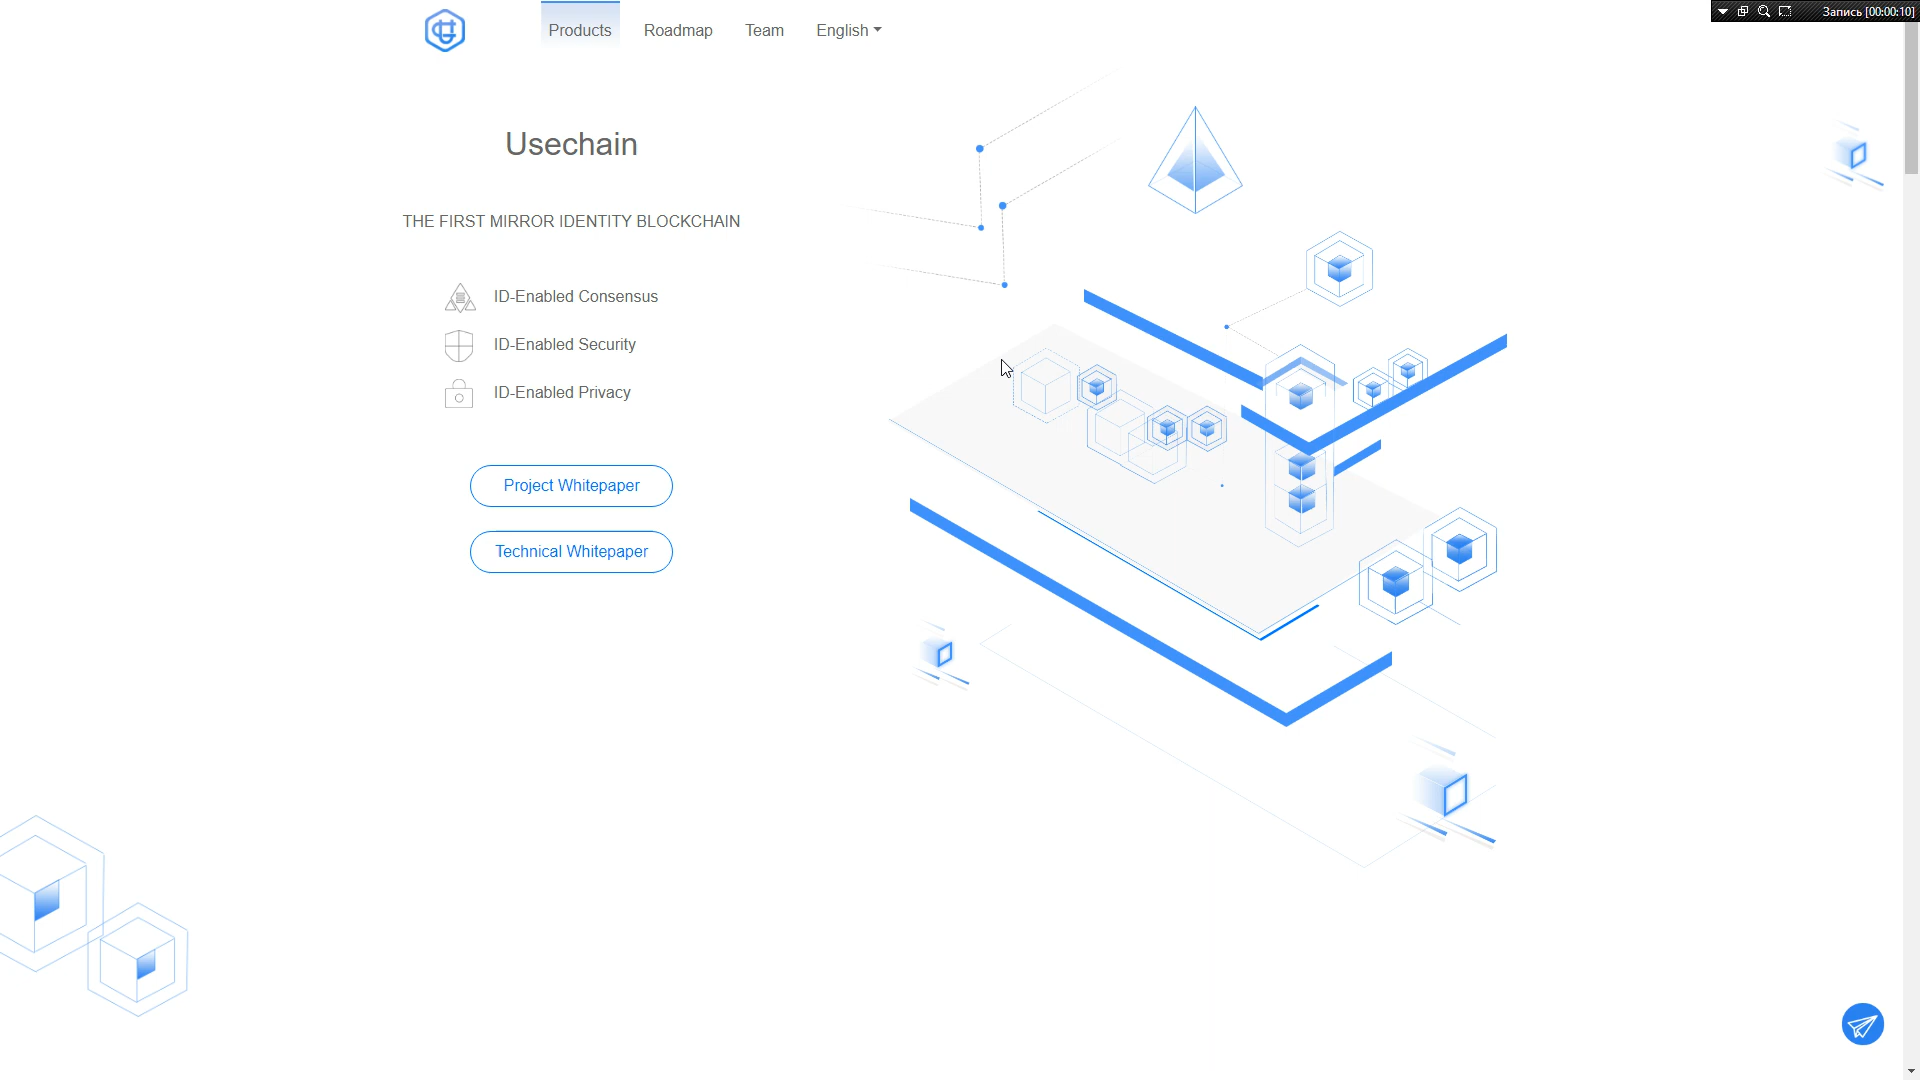 Products
Roadmap
Team
English
Запись [00:00:10]
Usechain
THE FIRST MIRROR IDENTITY BLOCKCHAIN
ID-Enabled Consensus
ID-Enabled Security
ID-Enabled Privacy
Project Whitepaper
Technical Whitepaper